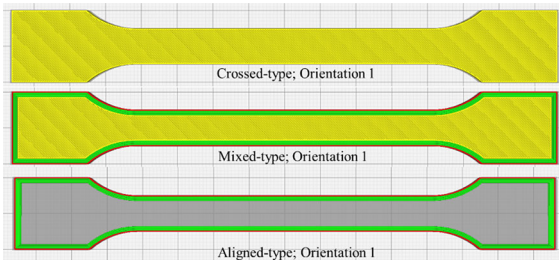 Crossed-type; Orientation 1
Mixed-type; Orientation 1
Aligned-type; Orientation 1